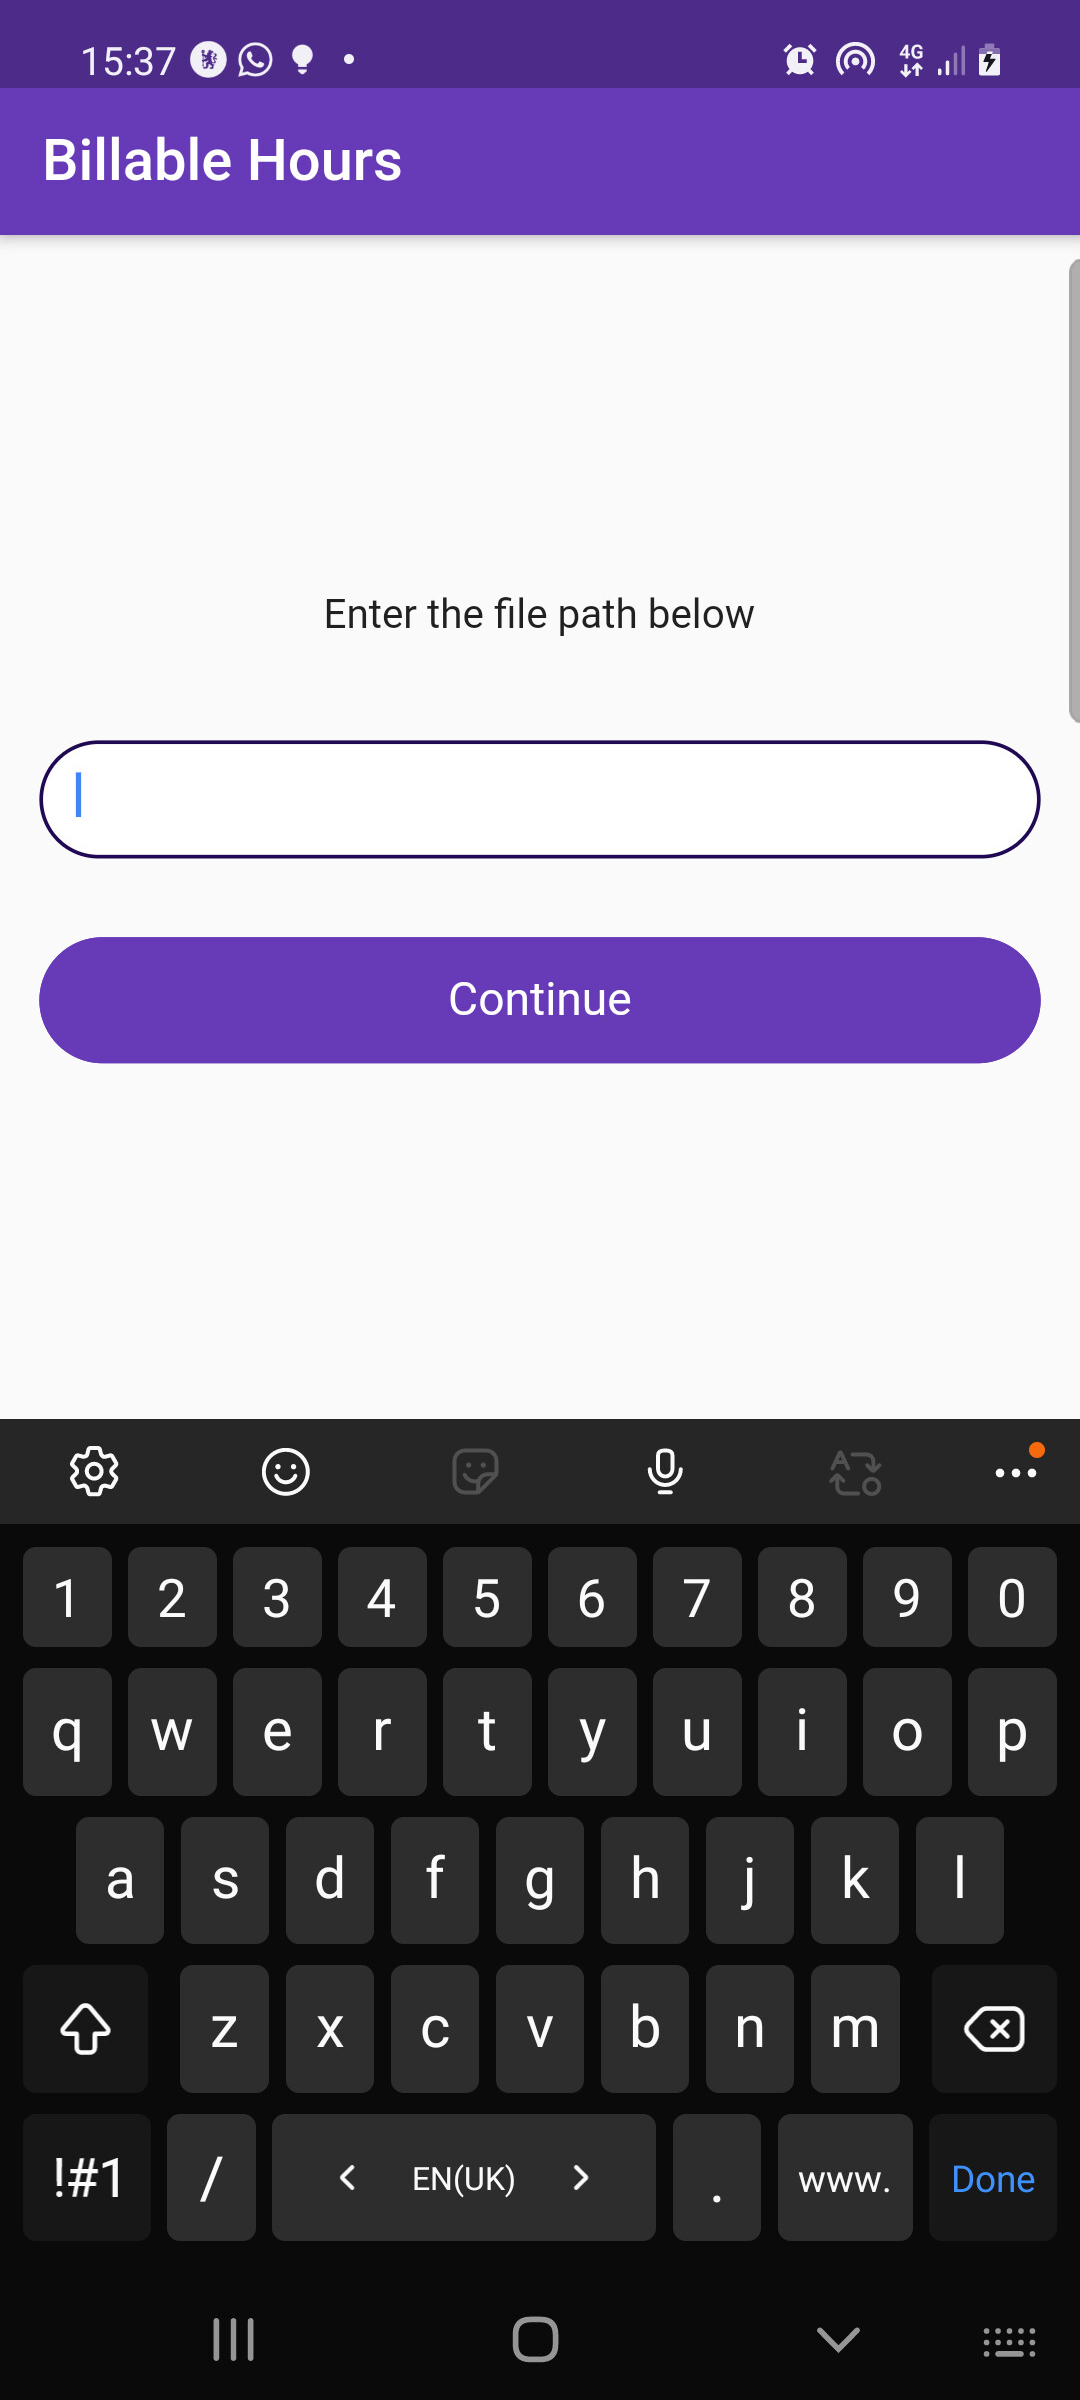 15:37 4G
Billable Hours
Enter the file path below
Continue
1 2 3 4 5 6 7 8 9 0
q w e r t y u i o p
a s d f g h j k l
z x c v b n m
!#1 / EN(UK) . www. Done